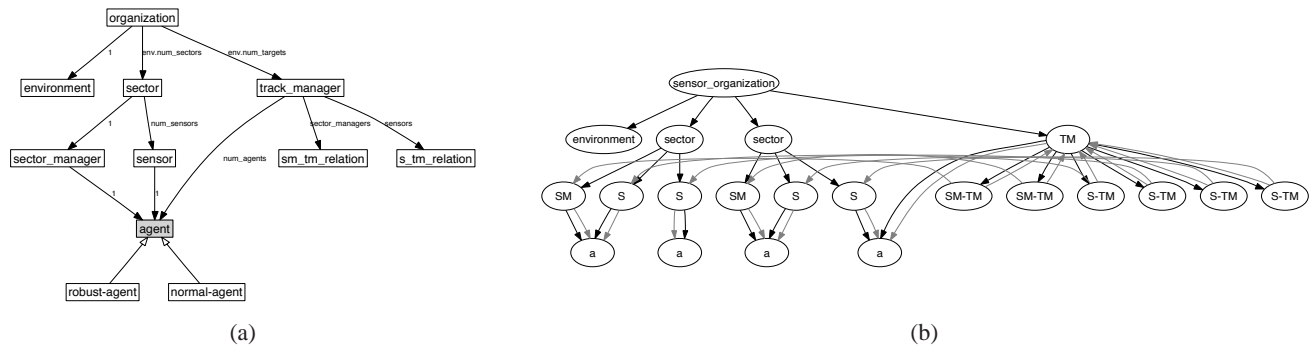 organization
1
env.num_sectors
env.num_targets
environment
sector
track_manager
1
num_sensors
sector_managers
sensors
num_agents
sector_manager
sensor
sm_tm_relation
s_tm_relation
1
1
agent
robust-agent
normal-agent
(a)
sensor_organization
environment
sector
sector
TM
SM
S
S
SM
S
S
SM-TM
SM-TM
S-TM
S-TM
S-TM
S-TM
a
a
a
a
(b)